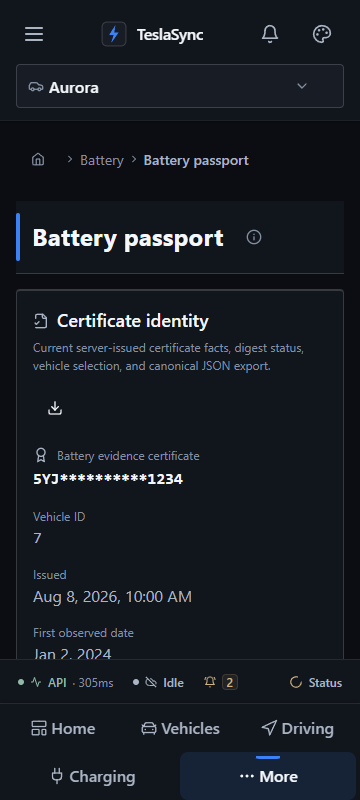 TeslaSync
Aurora
Battery
Battery passport
Battery passport
Certificate identity
Current server-issued certificate facts, digest status,
vehicle selection, and canonical JSON export.
Battery evidence certificate
5YJ**********1234
Vehicle ID
7
Issued
Aug 8, 2026, 10:00 AM
First observed date
Jan 2, 2024
API · 305ms
Idle
2
Status
Home
Vehicles
Driving
Charging
More